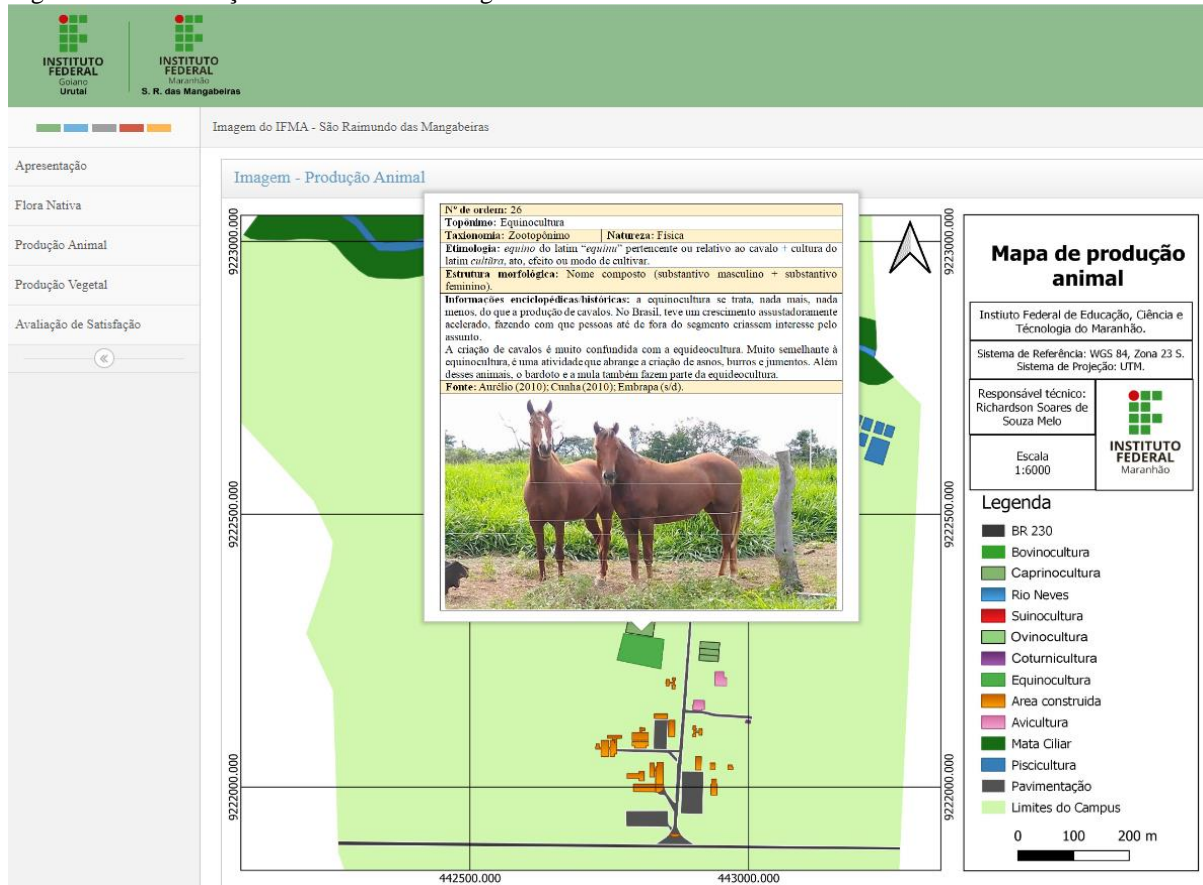 INSTITUTO
FEDERAL
Goiano
Urutaí
INSTITUTO
FEDERAL
Maranhão
S. R. das Mangabeiras
Imagem do IFMA - São Raimundo das Mangabeiras
Apresentação
Flora Nativa
Produção Animal
Produção Vegetal
Avaliação de Satisfação
Imagem - Produção Animal
Nº de ordem: 26
Topônimo: Equinocultura
Taxionomia: Zootopônimo Natureza: Física
Etimologia: equino do latim “equinu” pertencente ou relativo ao cavalo + cultura do
latim cultūra, ato, efeito ou modo de cultivar.
Estrutura morfológica: Nome composto (substantivo masculino + substantivo
feminino).
Informações enciclopédicas/históricas: a equinocultura se trata, nada mais, nada
menos, do que a produção de cavalos. No Brasil, teve um crescimento assustadoramente
acelerado, fazendo com que pessoas até de fora do segmento criassem interesse pelo
assunto.
A criação de cavalos é muito confundida com a equideocultura. Muito semelhante à
equinocultura, é uma atividade que abrange a criação de asnos, burros e jumentos. Além
desses animais, o bardoto e a mula também fazem parte da equideocultura.
Fonte: Aurélio (2010); Cunha (2010); Embrapa (s/d).
9223000.000
9222500.000
9222000.000
442500.000
443000.000
9223000.000
9222500.000
9222000.000
Mapa de produção
animal
Instiuto Federal de Educação, Ciência e
Técnologia do Maranhão.
Sistema de Referência: WGS 84, Zona 23 S.
Sistema de Projeção: UTM.
Responsável técnico:
Richardson Soares de
Souza Melo
Escala
1:6000
INSTITUTO
FEDERAL
Maranhão
Legenda
BR 230
Bovinocultura
Caprinocultura
Rio Neves
Suinocultura
Ovinocultura
Coturnicultura
Equinocultura
Area construida
Avicultura
Mata Ciliar
Piscicultura
Pavimentação
Limites do Campus
0 100 200 m